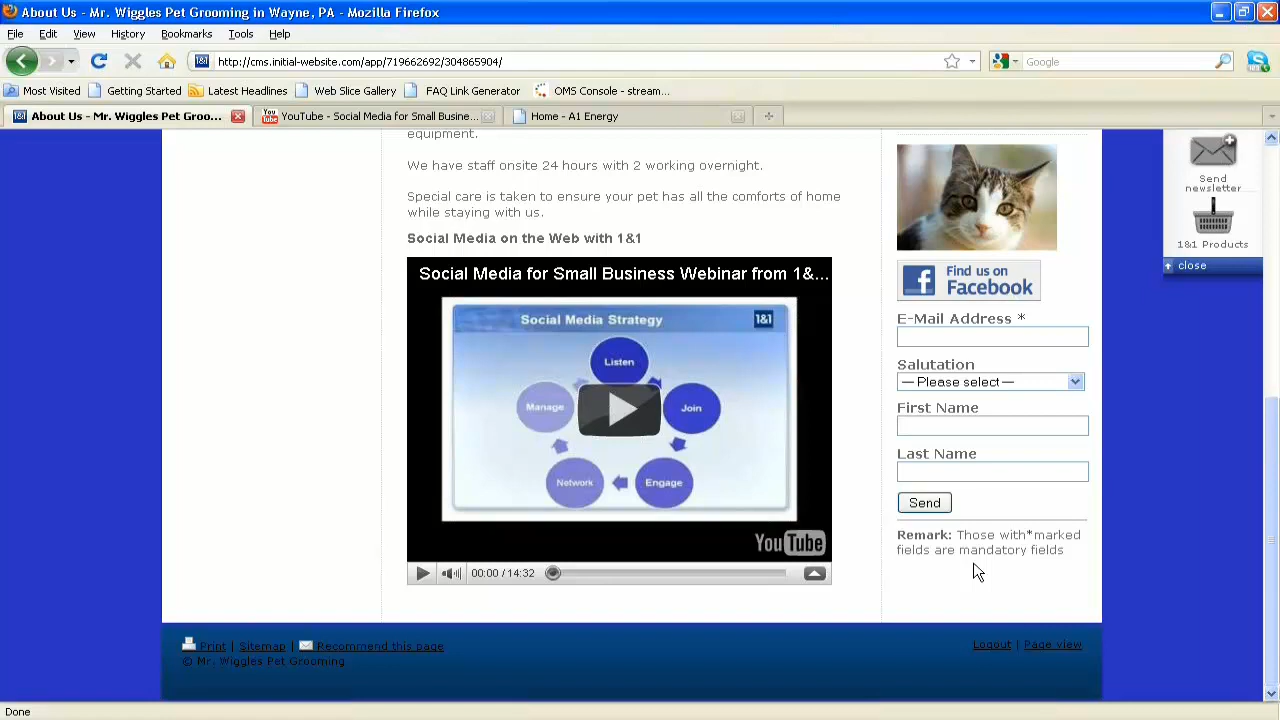 About Us - Mr. Wiggles Pet Grooming in Wayne, PA - Mozilla Firefox
File Edit View History Bookmarks Tools Help
http://cms.initial-website.com/app/719662692/304865904/
Google
Most Visited Getting Started Latest Headlines Web Slice Gallery FAQ Link Generator OMS Console - stream...
About Us - Mr. Wiggles Pet Groo... YouTube - Social Media for Small Busine... Home - A1 Energy
equipment.
We have staff onsite 24 hours with 2 working overnight.
Special care is taken to ensure your pet has all the comforts of home
while staying with us.
Social Media on the Web with 1&1
Social Media for Small Business Webinar from 1&...
Social Media Strategy 1&1
Listen
Manage Join
Network Engage
YouTube
00:00 / 14:32
Find us on
Facebook
E-Mail Address *
Salutation
— Please select —
First Name
Last Name
Send
Remark: Those with*marked
fields are mandatory fields
Send
newsletter
1&1 Products
close
Print | Sitemap | Recommend this page
© Mr. Wiggles Pet Grooming
Logout | Page view
Done